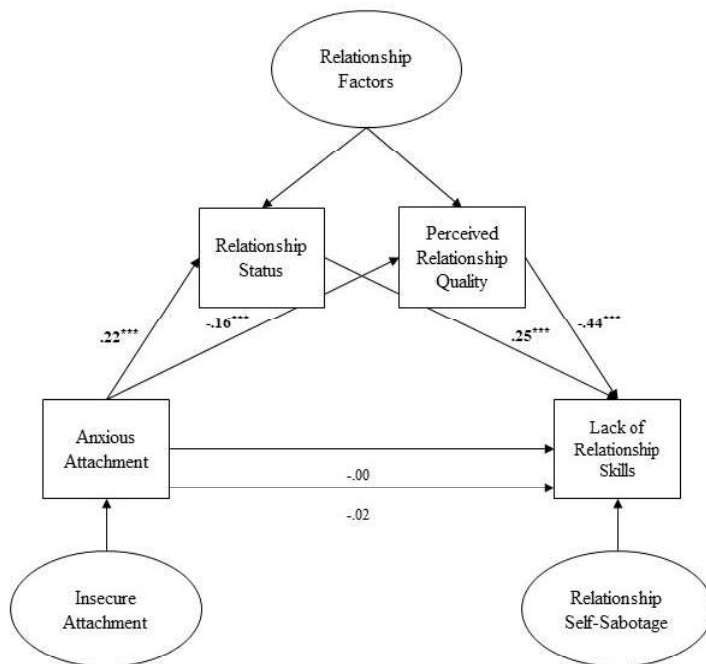 Relationship
Factors
Relationship
Status
Perceived
Relationship
Quality
.22***
-.16***
.25***
-.44***
Anxious
Attachment
Lack of
Relationship
Skills
-.00
-.02
Insecure
Attachment
Relationship
Self-Sabotage